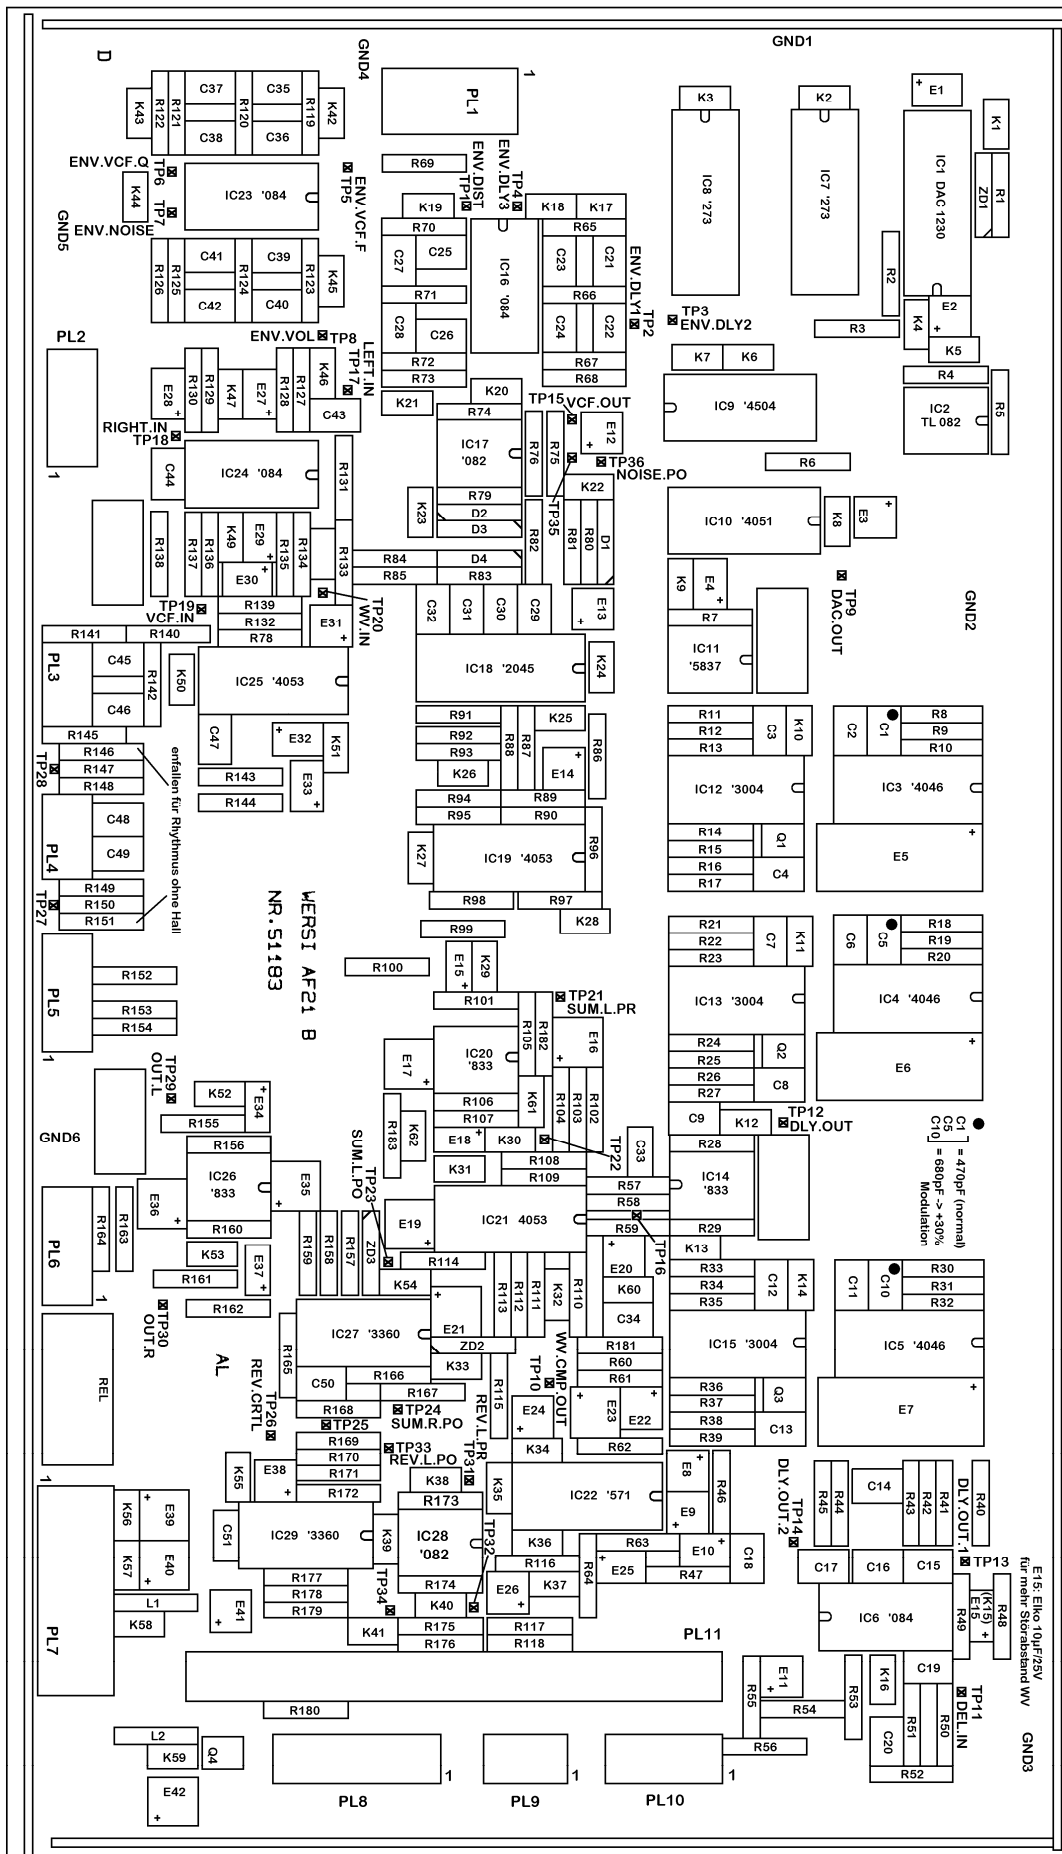 GND1
D
GND4
1
PL1
K3
K2
E1
+
K1
IC8 '273
IC7 '273
IC1 DAC 1230
ZD1
R1
R2
R3
K4
E2
+
K5
K43
R122
R121
C37
C38
R120
C35
C36
R119
K42
ENV.VCF.Q
TP6
K44
TP7
ENV.NOISE
IC23 '084
TP5
ENV.VCF.F
GND5
R126
R125
C41
C42
R124
C39
C40
R123
K45
ENV.VOL
TP8
R69
ENV.DIST
TP1
ENV.DLY3
TP4
K19
K18
K17
R70
C27
C25
R71
C28
C26
R72
R73
IC16 '084
R65
C23
C21
R66
C24
C22
R67
R68
ENV.DLY1
TP2
TP3
ENV.DLY2
K7
K6
IC9 '4504
R4
IC2
TL 082
R5
R6
PL2
1
E28
+
R130
R129
K47
E27
+
R128
R127
K46
C43
LEFT.IN
TP17
RIGHT.IN
TP18
C44
IC24 '084
R131
K21
K20
R74
IC17
'082
R79
D2
D3
K23
R76
R75
TP15
VCF.OUT
E12
+
TP36
NOISE.PO
TP35
K22
R82
R81
R80
D1
IC10 '4051
K8
E3
+
R138
R137
R136
K49
E29
+
E30
R135
R134
R133
R84
R85
D4
R83
K9
E4
+
R7
IC11
'5837
TP9
DAC.OUT
GND2
TP19
VCF.IN
R139
R132
R78
TP20
WV.IN
E31
+
C32
C31
C30
C29
E13
+
R141
R140
PL3
C45
C46
R142
R145
K50
IC25 '4053
IC18 '2045
K24
R146
R147
R148
TP28
enfallen für Rhythmus ohne Hall
C47
R143
R144
+
E32
E33
+
K51
R91
R92
R93
K26
R88
R87
K25
+
E14
R86
R11
R12
R13
C3
K10
C2
C1
R8
R9
R10
IC12 '3004
IC3 '4046
R94
R95
R89
R90
K27
IC19 '4053
R96
R98
R97
K28
R14
R15
R16
R17
Q1
C4
E5
+
PL4
C48
C49
R149
R150
R151
TP27
WERSI AF21 B
NR.51183
R99
R100
E15
+
K29
R101
TP21
SUM.L.PR
R21
R22
R23
C7
K11
C6
C5
R18
R19
R20
IC13 '3004
IC4 '4046
PL5
1
R152
R153
R154
E17
+
IC20
'833
R105
R182
E16
+
R106
R107
K61
R104
R103
R102
R24
R25
R26
R27
Q2
C8
E6
+
TP29
OUT.L
K52
R155
E34
+
R183
K62
E18
+
K30
TP22
C33
C9
K12
TP12
DLY.OUT
C1
C5
C10
= 470pF (normal)
= 680pF -> +30%
Modulation
GND6
R156
IC26
'833
R160
E36
+
E35
K31
R108
R109
R28
IC14
'833
R29
R57
R58
R59
TP16
SUM.L.PO
TP23
E19
+
IC21 4053
R164
R163
PL6
1
K53
R161
R162
E37
+
R159
R158
R157
ZD3
R114
K54
R113
R112
R111
K32
R110
+
E20
K60
C34
K13
R33
R34
R35
C12
K14
C11
C10
R30
R31
R32
IC15 '3004
IC5 '4046
TP30
OUT.R
REL
1
AL
REV.CRTL
TP26
R165
IC27 '3360
+
E21
ZD2
K33
C50
R166
R167
R168
TP24
SUM.R.PO
TP25
R115
REV.L.PR
TP31
TP10
WV.CMP.OUT
R181
R60
R61
E24
+
+
E23
+
E22
R62
R36
R37
R38
R39
Q3
C13
E7
+
R169
R170
R171
R172
TP33
REV.L.PO
K55
E38
+
K38
R173
K35
K34
IC22 '571
+
E8
E9
+
R46
DLY.OUT.2
TP14
R45
R44
C14
R43
R42
R41
DLY.OUT.1
R40
TP13
PL7
K56
K57
+
E39
+
E40
C51
IC29 '3360
K39
IC28
'082
TP32
R174
K36
R116
K37
R64
R63
+
E25
E10
+
R47
C18
C17
C16
C15
IC6 '084
R49
(K15)
E15
+
R48
E15: Elko 10µF/25V
für mehr Störabstand WV
L1
K58
R177
R178
R179
E41
+
TP34
K40
K41
R175
R176
E26
+
R117
R118
PL11
R180
R55
E11
+
R54
R53
K16
C19
C20
R51
R50
TP11
DEL.IN
GND3
R56
R52
L2
K59
Q4
E42
+
PL8
1
PL9
1
PL10
1